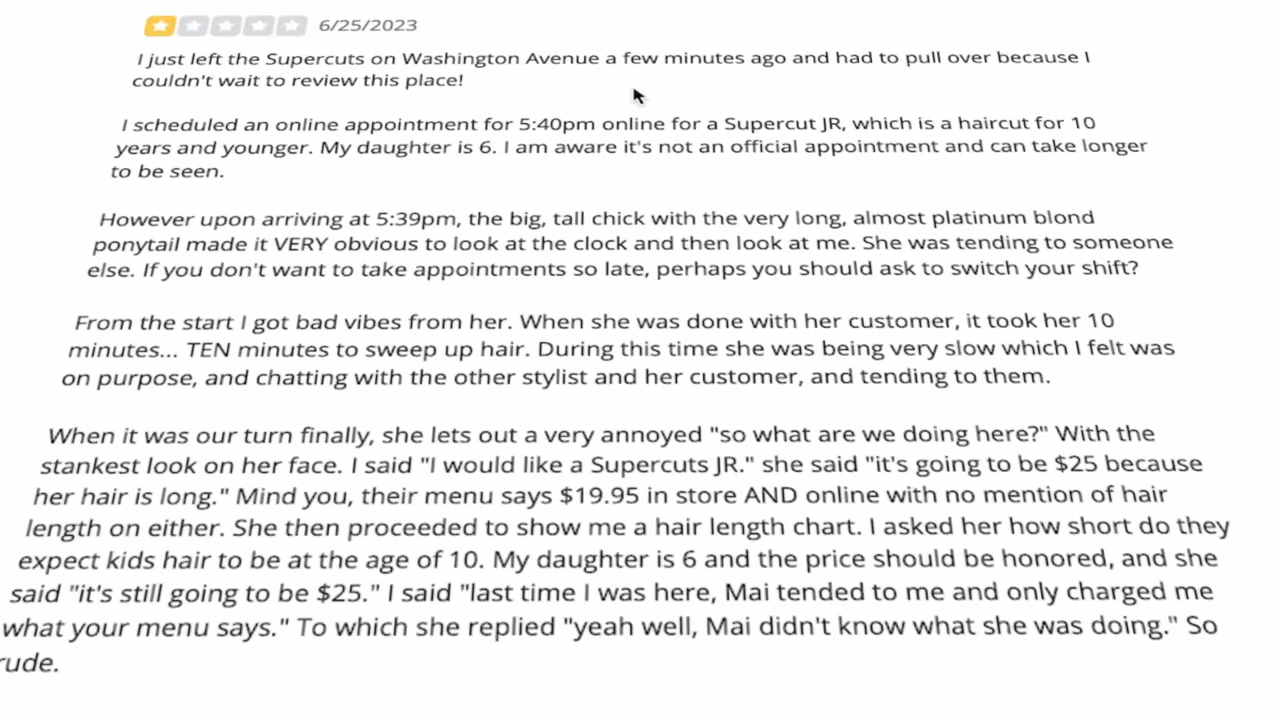 6/25/2023
I just left the Supercuts on Washington Avenue a few minutes ago and had to pull over because I
couldn't wait to review this place!
I scheduled an online appointment for 5:40pm online for a Supercut JR, which is a haircut for 10
years and younger. My daughter is 6. I am aware it's not an official appointment and can take longer
to be seen.
However upon arriving at 5:39pm, the big, tall chick with the very long, almost platinum blond
ponytail made it VERY obvious to look at the clock and then look at me. She was tending to someone
else. If you don't want to take appointments so late, perhaps you should ask to switch your shift?
From the start I got bad vibes from her. When she was done with her customer, it took her 10
minutes... TEN minutes to sweep up hair. During this time she was being very slow which I felt was
on purpose, and chatting with the other stylist and her customer, and tending to them.
When it was our turn finally, she lets out a very annoyed "so what are we doing here?" With the
stankest look on her face. I said "I would like a Supercuts JR." she said "it's going to be $25 because
her hair is long." Mind you, their menu says $19.95 in store AND online with no mention of hair
length on either. She then proceeded to show me a hair length chart. I asked her how short do they
expect kids hair to be at the age of 10. My daughter is 6 and the price should be honored, and she
said "it's still going to be $25." I said "last time I was here, Mai tended to me and only charged me
what your menu says." To which she replied "yeah well, Mai didn't know what she was doing." So
rude.